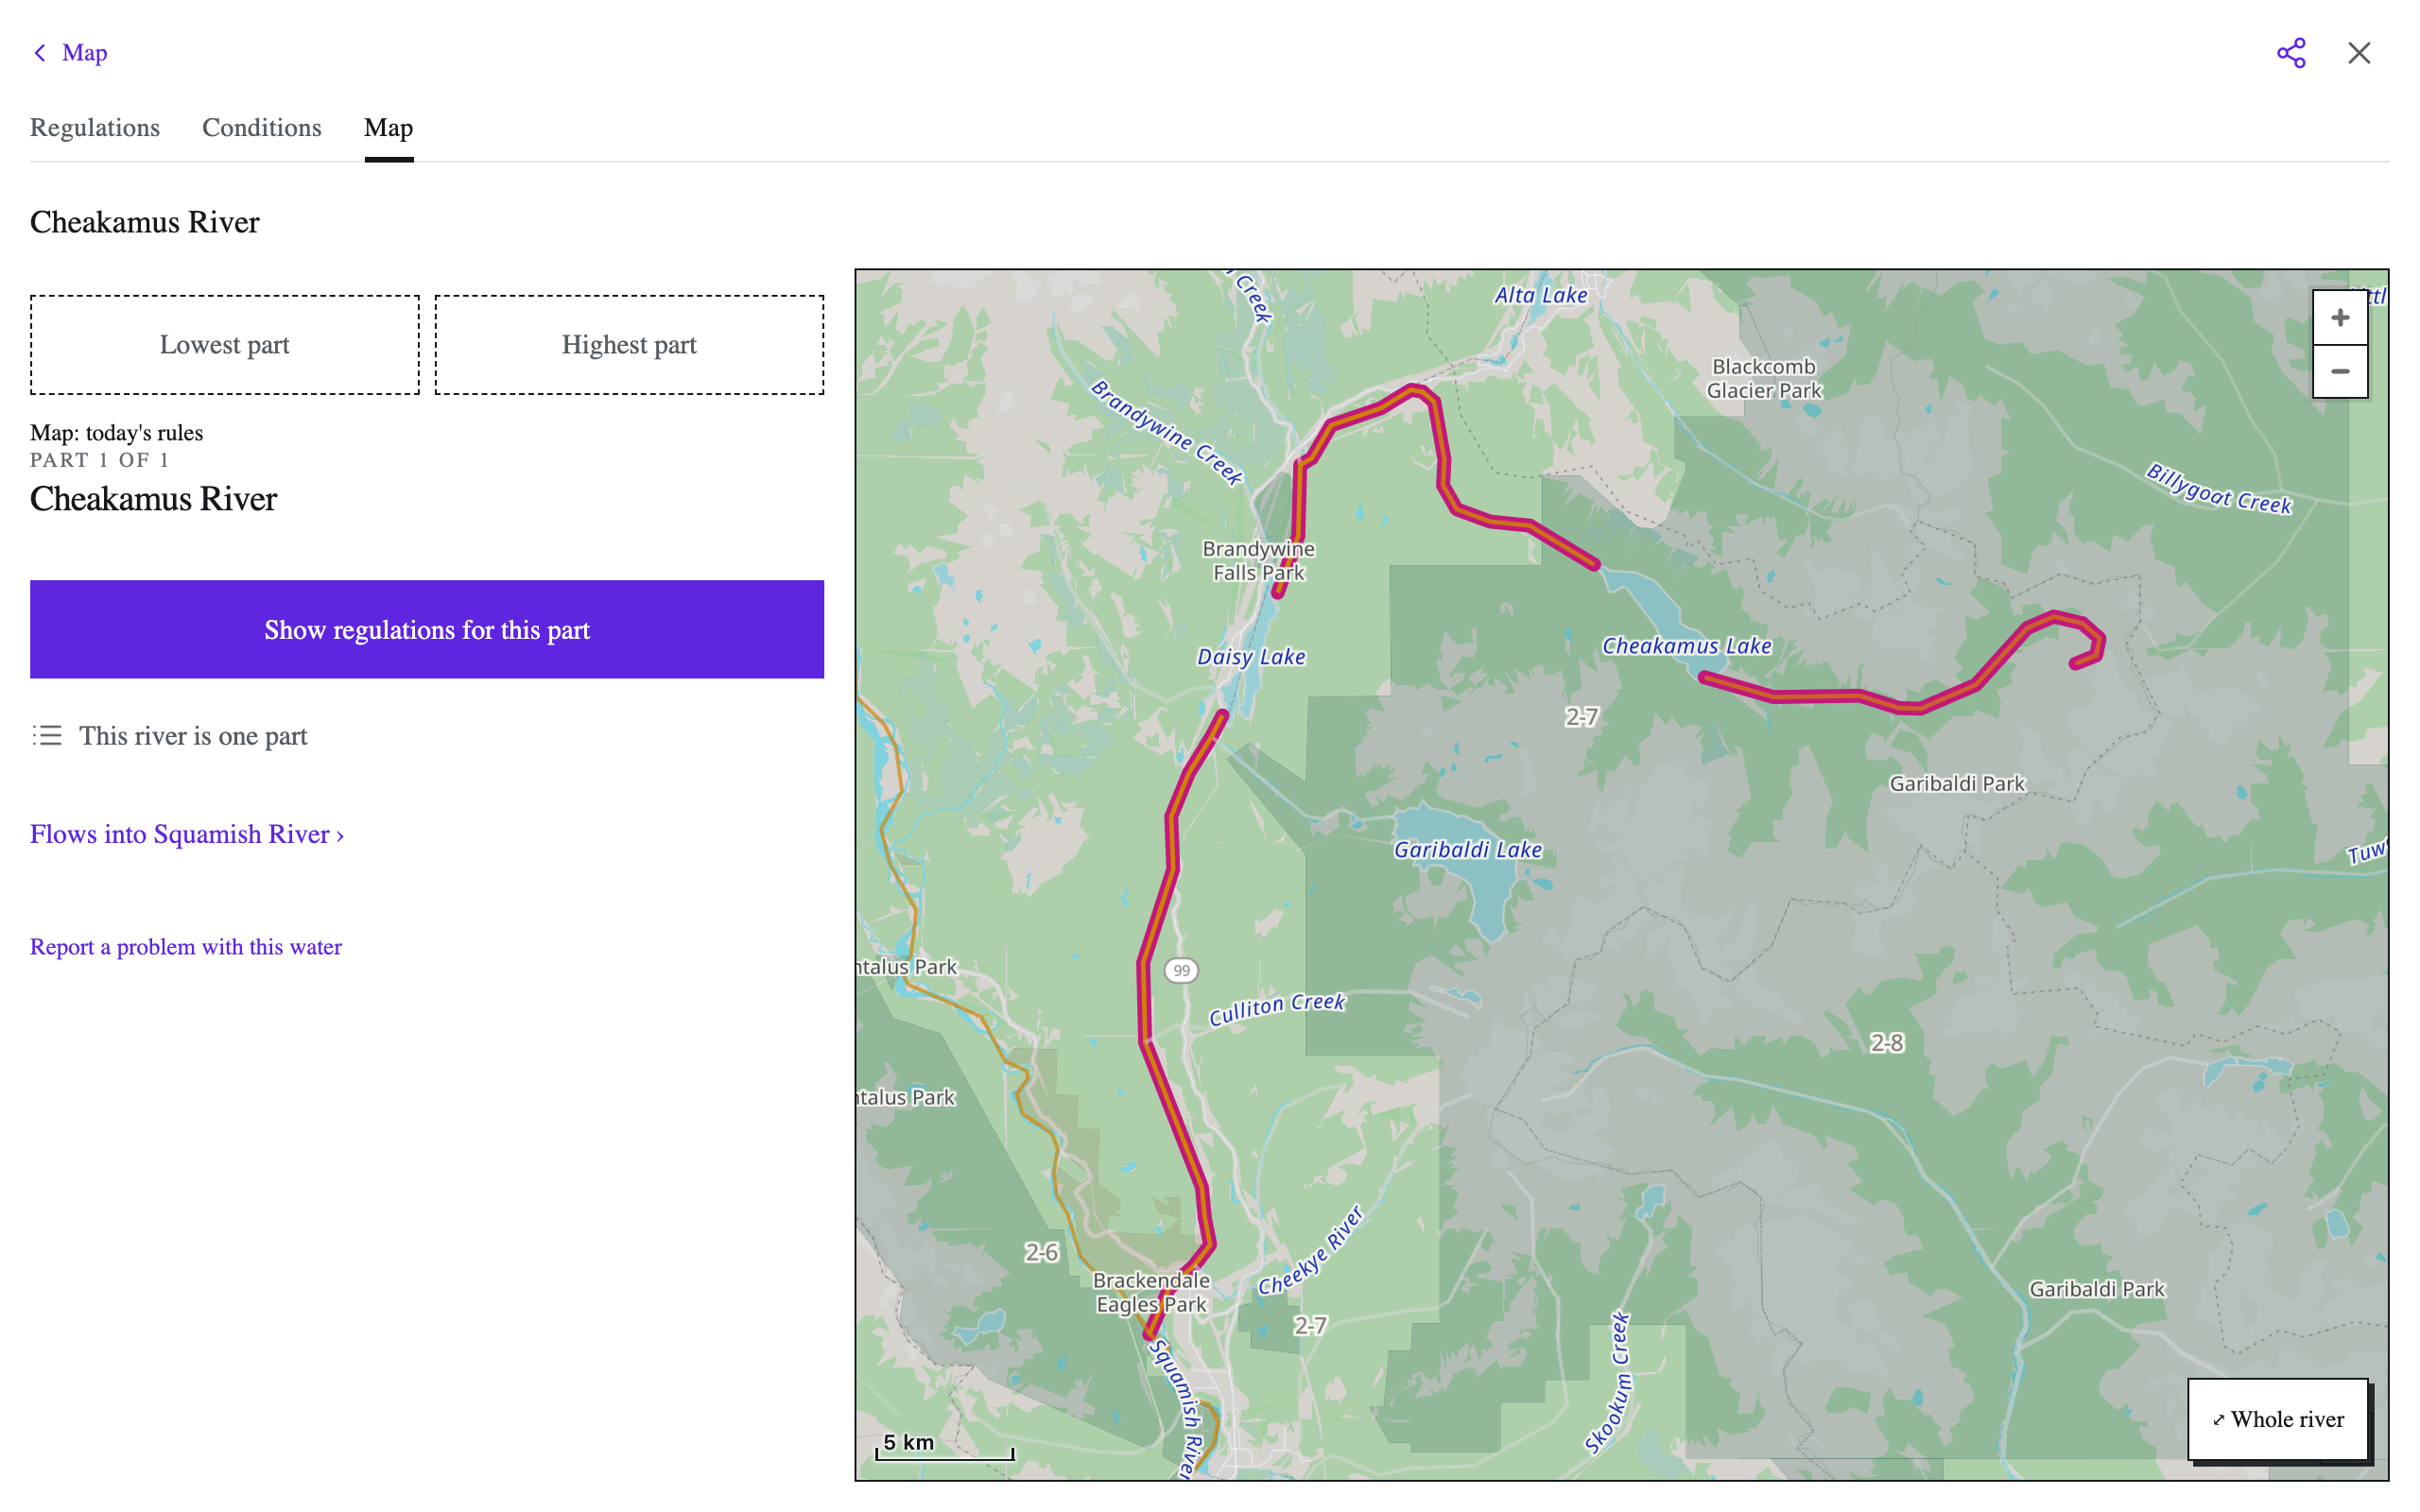 Map
Regulations
Conditions
Map
Cheakamus River
Lowest part
Highest part
Map: today's rules
PART 1 OF 1
Cheakamus River
Show regulations for this part
This river is one part
Flows into Squamish River ›
Report a problem with this water
Creek
Alta Lake
Blackcomb
Glacier Park
Brandywine Creek
Billygoat Creek
Brandywine
Falls Park
Cheakamus Lake
Daisy Lake
2-7
Garibaldi Park
Garibaldi Lake
ntalus Park
99
Culliton Creek
2-8
ntalus Park
2-6
Cheekye River
Brackendale
Eagles Park
Garibaldi Park
2-7
Skookum Creek
Squamish River
5 km
Whole river